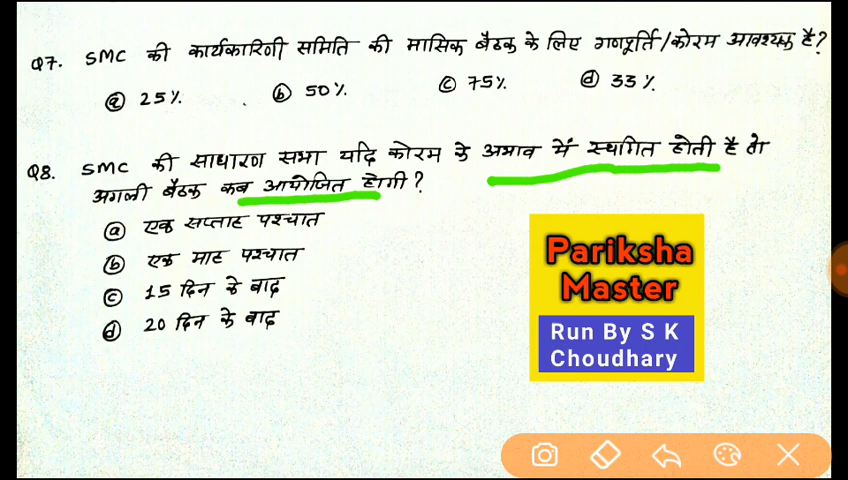 Q7. SMC की कार्यकारिणी समिति की मासिक बैठक के लिए गणपूर्ति/कोरम आवश्यक है?
ⓐ 25%. ⓑ 50%. ⓒ 75%. ⓓ 33%.
Q8. SMC की साधारण सभा यदि कोरम के अभाव में स्थगित होती है तो
अगली बैठक कब आयोजित होगी?
ⓐ एक सप्ताह पश्चात
ⓑ एक माह पश्चात
ⓒ 15 दिन के बाद
ⓓ 20 दिन के बाद
Pariksha
Master
Run By S K
Choudhary